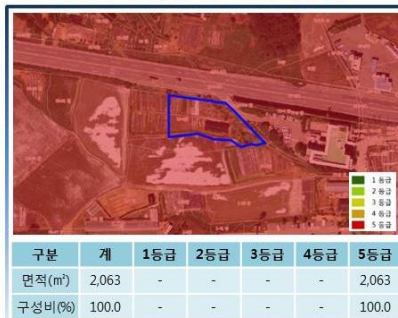 1 등급
2 등급
3 등급
4 등급
5 등급
구분 계 1등급 2등급 3등급 4등급 5등급
면적(㎡) 2,063 - - - - 2,063
구성비(%) 100.0 - - - - 100.0